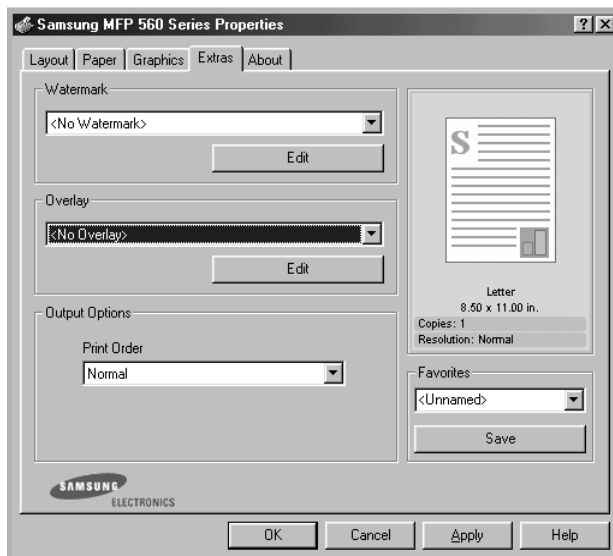 Samsung MFP 560 Series Properties
Layout Paper Graphics Extras About
Watermark
<No Watermark>
Edit
Overlay
<No Overlay>
Edit
Output Options
Print Order
Normal
S
Letter
8.50 x 11.00 in.
Copies: 1
Resolution: Normal
Favorites
<Unnamed>
Save
SAMSUNG
ELECTRONICS
OK Cancel Apply Help